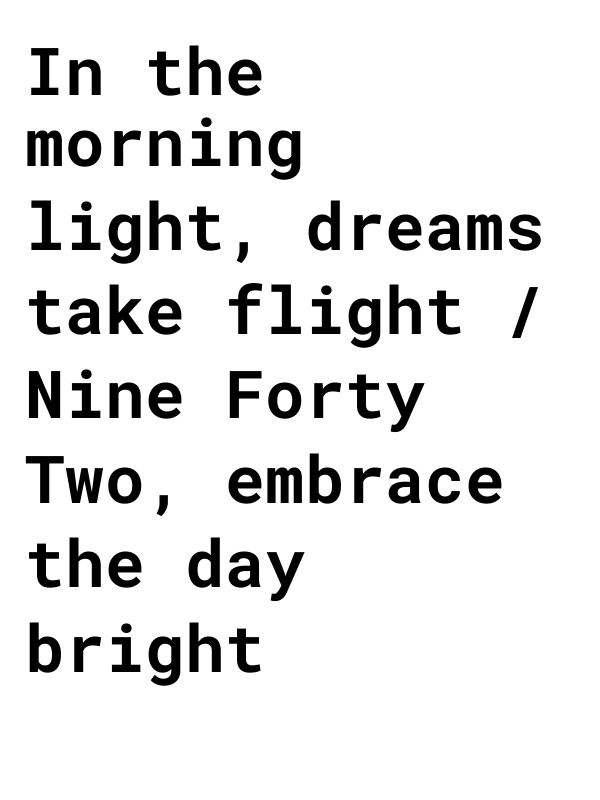 In the
morning
light, dreams
take flight /
Nine Forty
Two, embrace
the day
bright